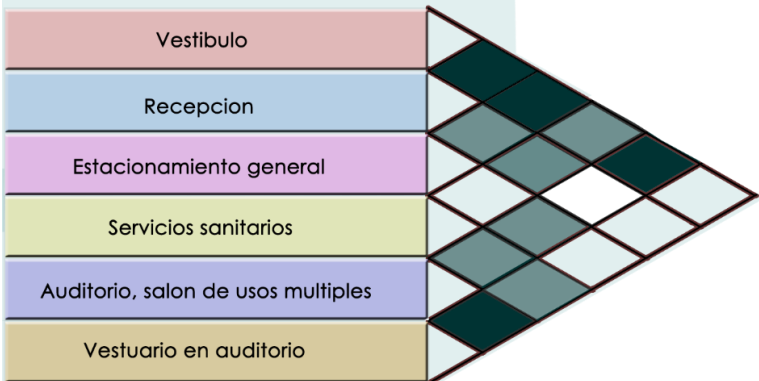 Vestibulo
Recepcion
Estacionamiento general
Servicios sanitarios
Auditorio, salon de usos multiples
Vestuario en auditorio